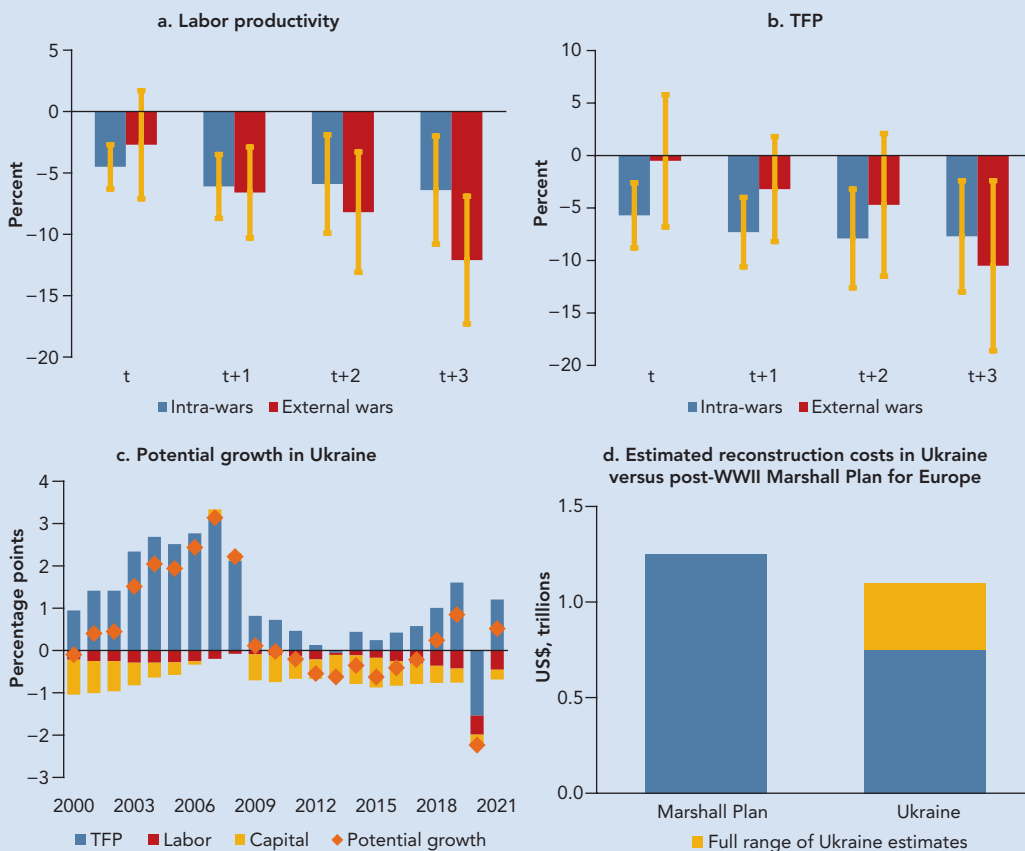 a. Labor productivity
5
0
−5
−10
−15
−20
Percent
t
t+1
t+2
t+3
Intra-wars
External wars
b. TFP
10
5
0
−5
−10
−15
−20
Percent
t
t+1
t+2
t+3
Intra-wars
External wars
c. Potential growth in Ukraine
4
3
2
1
0
−1
−2
−3
Percentage points
2000
2003
2006
2009
2012
2015
2018
2021
TFP
Labor
Capital
Potential growth
d. Estimated reconstruction costs in Ukraine
versus post-WWII Marshall Plan for Europe
1.5
1.0
0.5
0.0
US$, trillions
Marshall Plan
Ukraine
Full range of Ukraine estimates